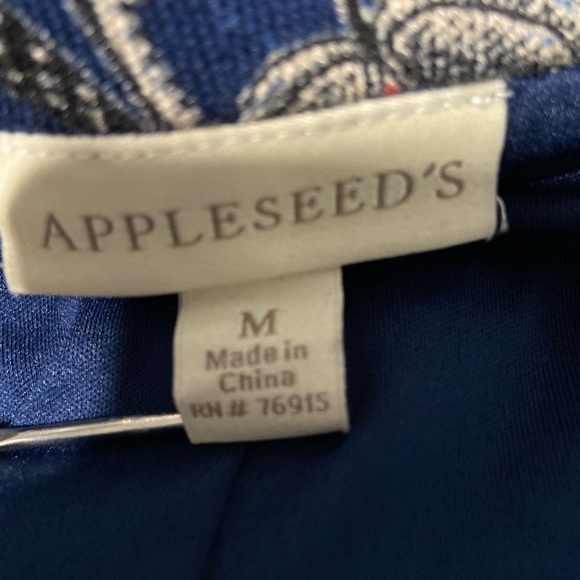 APPLESEED'S
M
Made in
China
RN# 76915